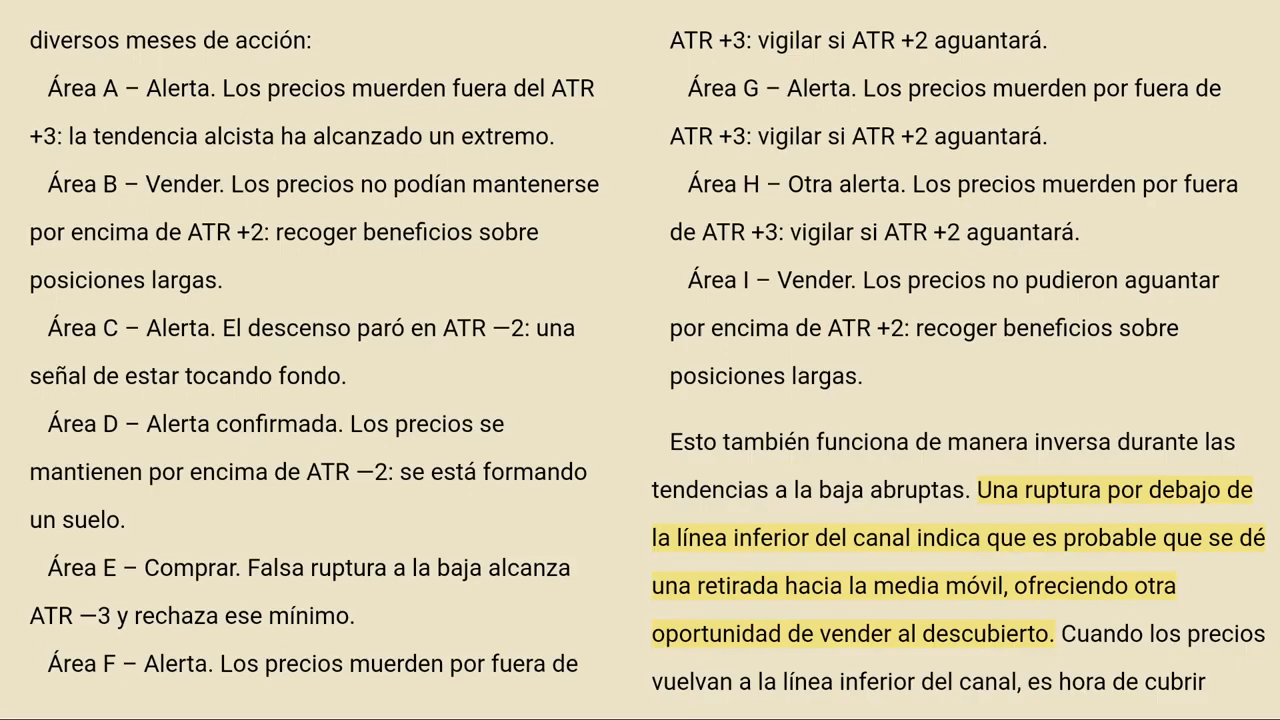 diversos meses de acción:
Área A – Alerta. Los precios muerden fuera del ATR
+3: la tendencia alcista ha alcanzado un extremo.
Área B – Vender. Los precios no podían mantenerse
por encima de ATR +2: recoger beneficios sobre
posiciones largas.
Área C – Alerta. El descenso paró en ATR —2: una
señal de estar tocando fondo.
Área D – Alerta confirmada. Los precios se
mantienen por encima de ATR —2: se está formando
un suelo.
Área E – Comprar. Falsa ruptura a la baja alcanza
ATR —3 y rechaza ese mínimo.
Área F – Alerta. Los precios muerden por fuera de
ATR +3: vigilar si ATR +2 aguantará.
Área G – Alerta. Los precios muerden por fuera de
ATR +3: vigilar si ATR +2 aguantará.
Área H – Otra alerta. Los precios muerden por fuera
de ATR +3: vigilar si ATR +2 aguantará.
Área I – Vender. Los precios no pudieron aguantar
por encima de ATR +2: recoger beneficios sobre
posiciones largas.
Esto también funciona de manera inversa durante las
tendencias a la baja abruptas. Una ruptura por debajo de
la línea inferior del canal indica que es probable que se dé
una retirada hacia la media móvil, ofreciendo otra
oportunidad de vender al descubierto. Cuando los precios
vuelvan a la línea inferior del canal, es hora de cubrir